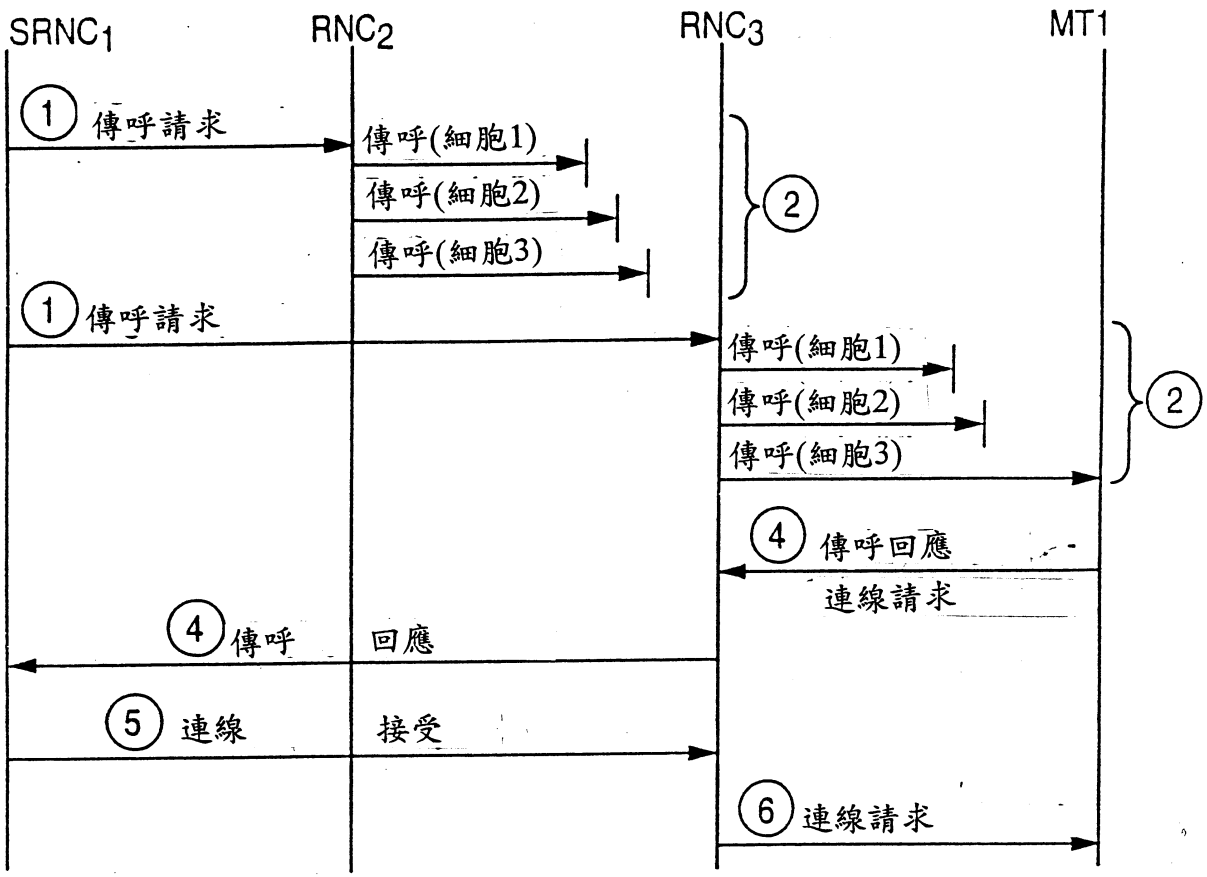 SRNC1 RNC2 RNC3 MT1
1 傳呼請求
傳呼(細胞1)
傳呼(細胞2)
傳呼(細胞3)
2
1 傳呼請求
傳呼(細胞1)
傳呼(細胞2)
傳呼(細胞3)
2
4 傳呼回應
連線請求
4 傳呼 回應
5 連線 接受
6 連線請求